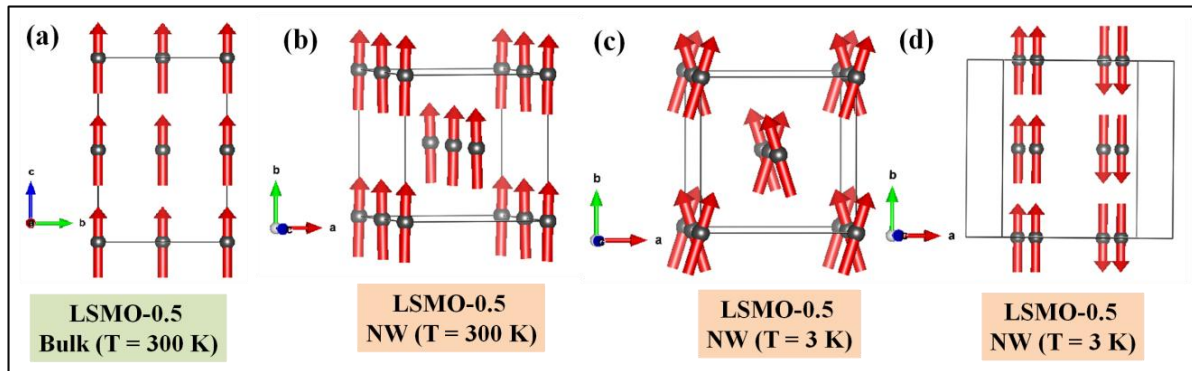 (a)
c
b
LSMO-0.5
Bulk (T = 300 K)
(b)
b
c
a
LSMO-0.5
NW (T = 300 K)
(c)
b
a
LSMO-0.5
NW (T = 3 K)
(d)
b
a
LSMO-0.5
NW (T = 3 K)